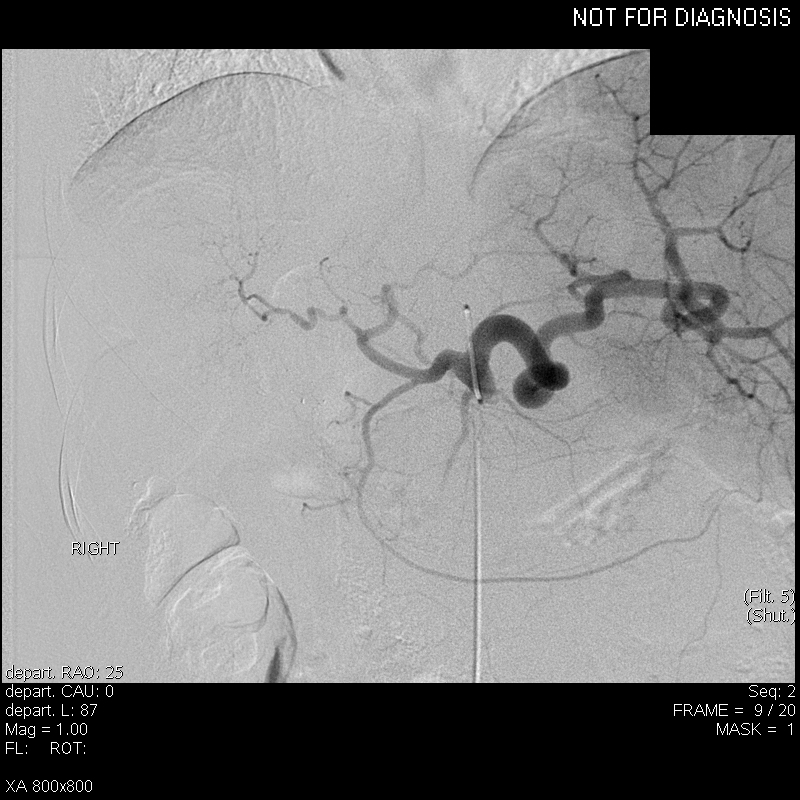 NOT FOR DIAGNOSIS
RIGHT
(Filt. 5)
(Shut.)
depart. RAO: 25
depart. CAU: 0
depart. L: 87
Mag = 1.00
FL: ROT:
XA 800x800
Seq: 2
FRAME = 9 / 20
MASK = 1